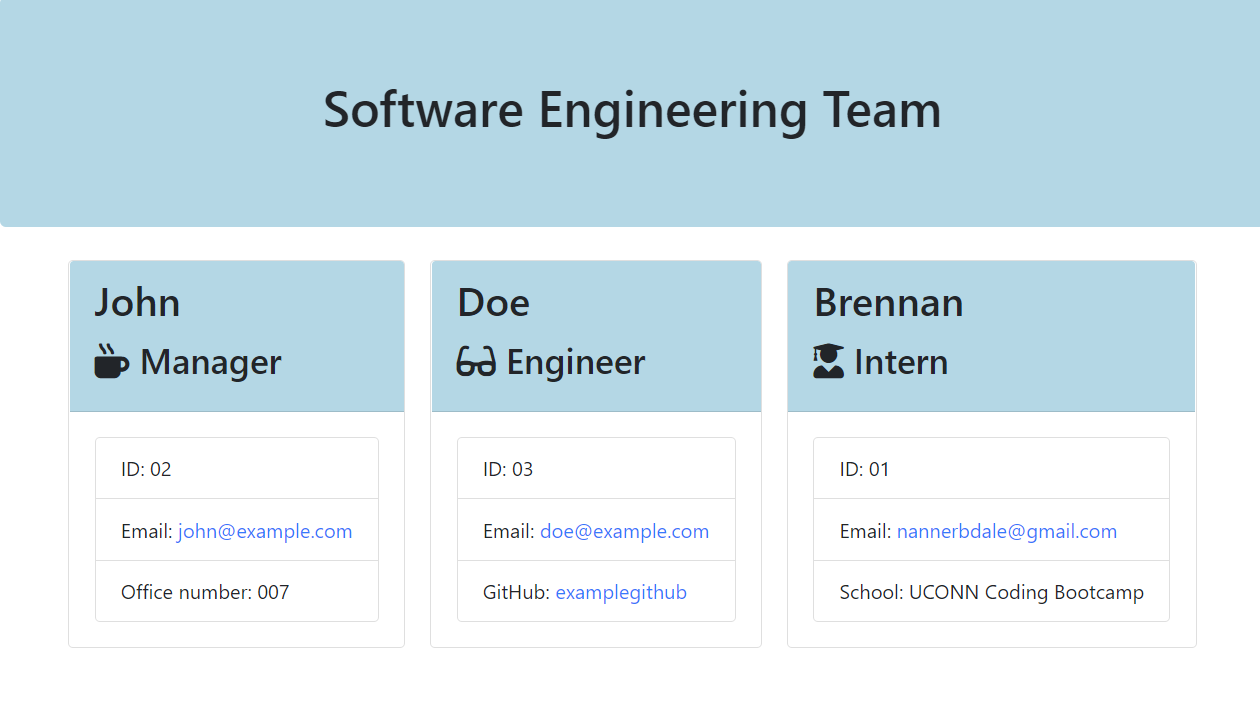 Software Engineering Team
John
Manager
ID: 02
Email: john@example.com
Office number: 007
Doe
Engineer
ID: 03
Email: doe@example.com
GitHub: examplegithub
Brennan
Intern
ID: 01
Email: nannerbdale@gmail.com
School: UCONN Coding Bootcamp